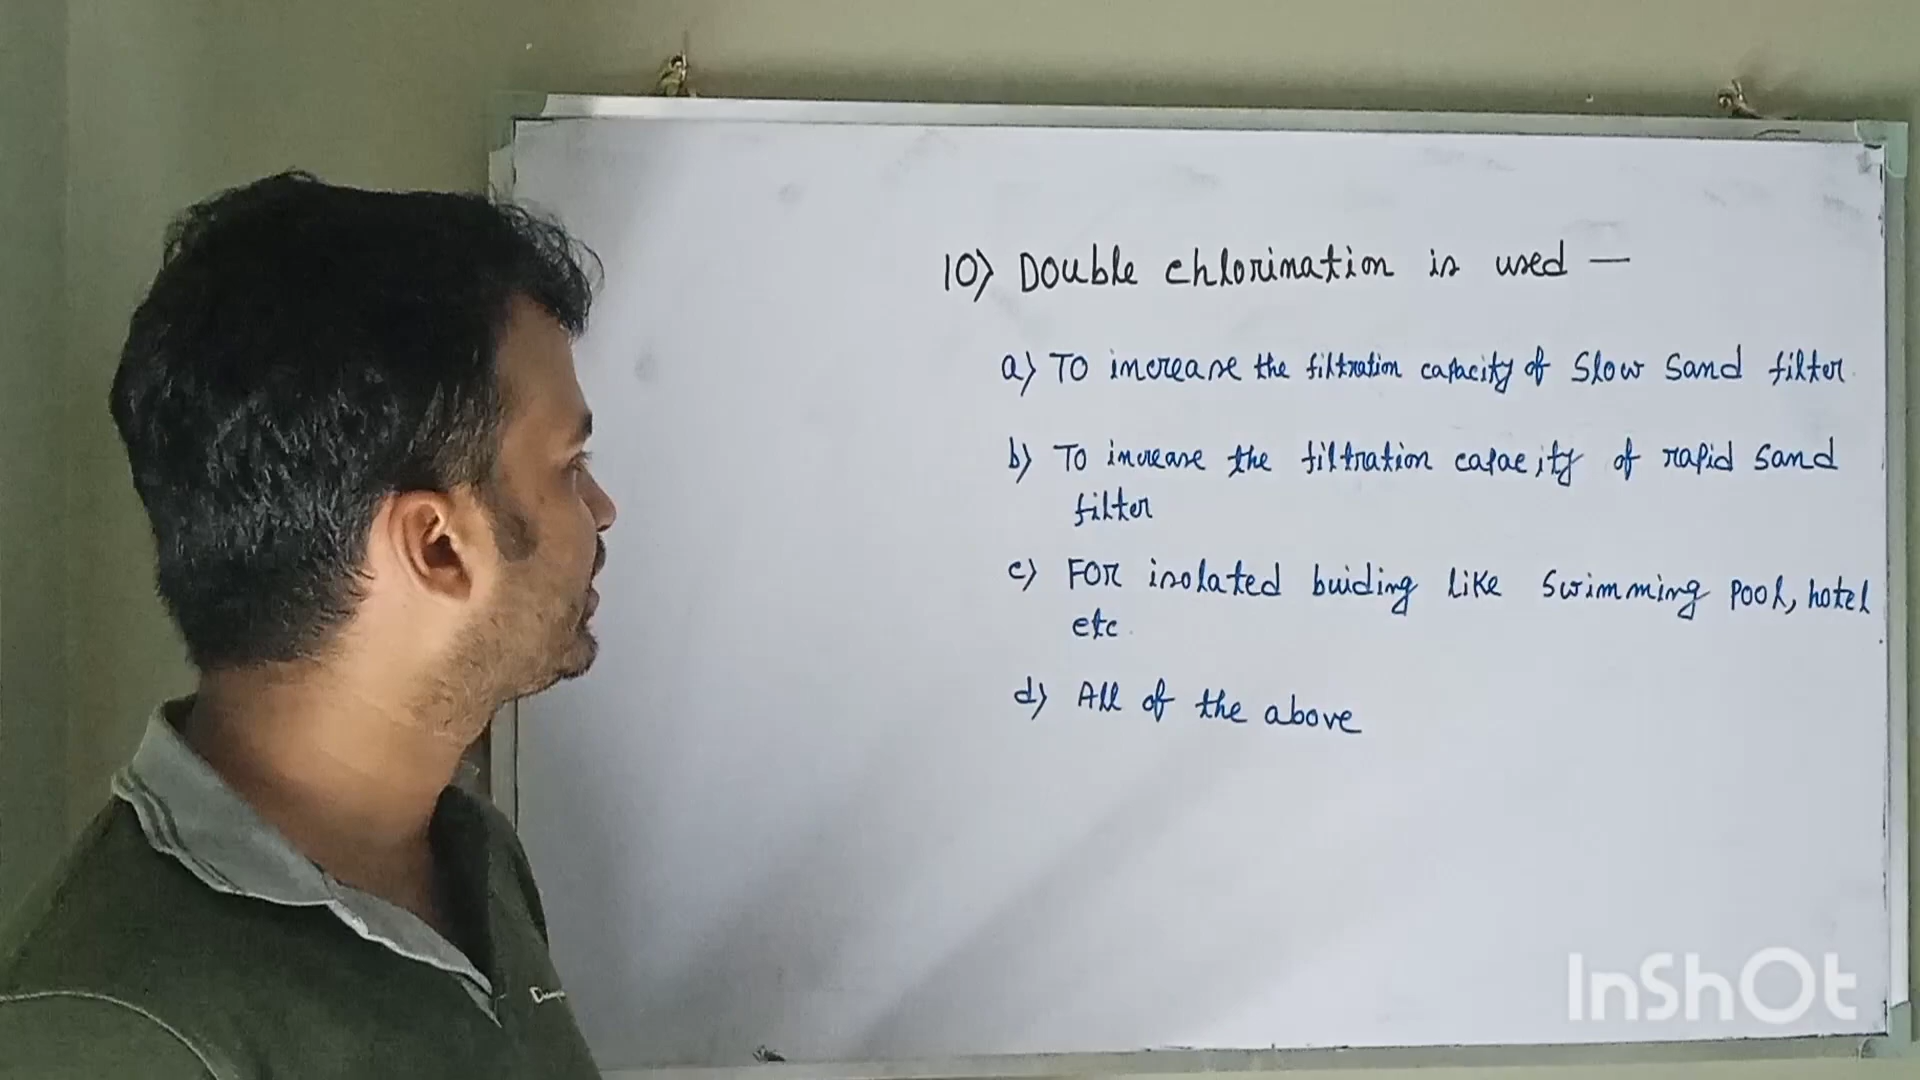 10) Double chlorination is used —
a) To increase the filtration capacity of Slow Sand filter.
b) To increase the filtration capacity of rapid Sand
filter
c) For isolated buiding like Swimming Pool, hotel
etc.
d) All of the above
InShOt